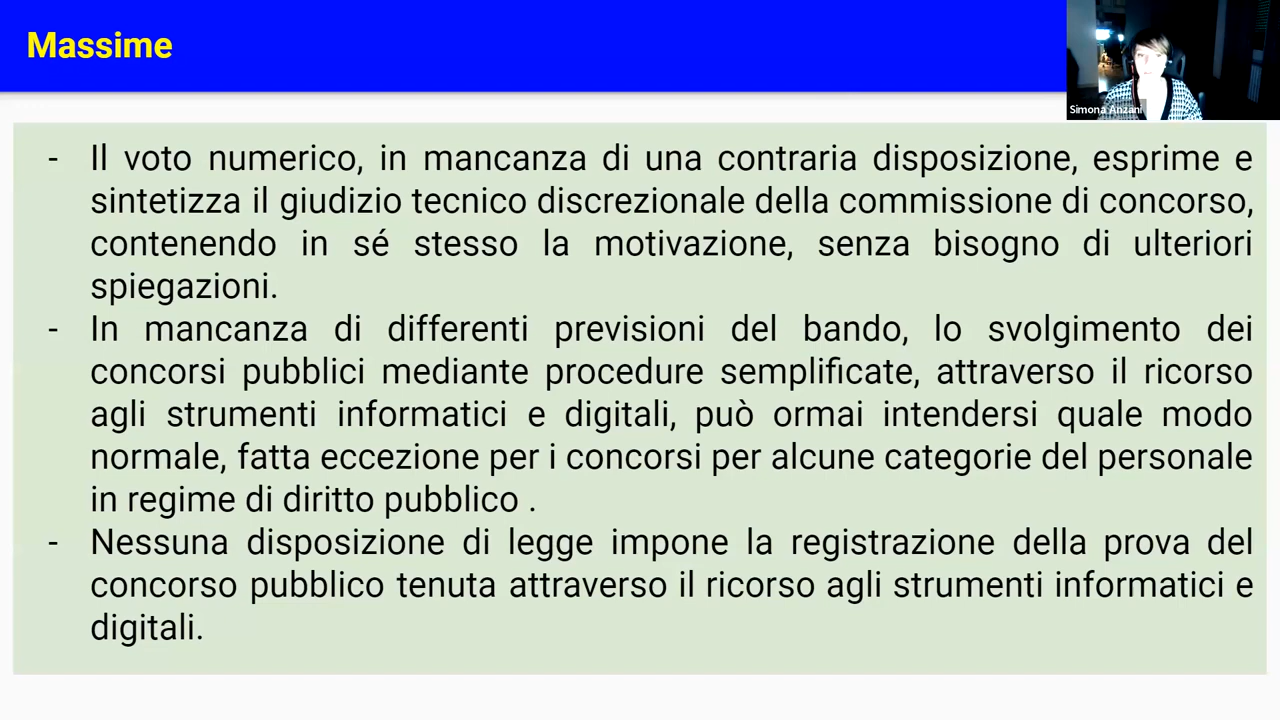 Massime
Simona Anzani
- Il voto numerico, in mancanza di una contraria disposizione, esprime e
sintetizza il giudizio tecnico discrezionale della commissione di concorso,
contenendo in sé stesso la motivazione, senza bisogno di ulteriori
spiegazioni.
- In mancanza di differenti previsioni del bando, lo svolgimento dei
concorsi pubblici mediante procedure semplificate, attraverso il ricorso
agli strumenti informatici e digitali, può ormai intendersi quale modo
normale, fatta eccezione per i concorsi per alcune categorie del personale
in regime di diritto pubblico .
- Nessuna disposizione di legge impone la registrazione della prova del
concorso pubblico tenuta attraverso il ricorso agli strumenti informatici e
digitali.